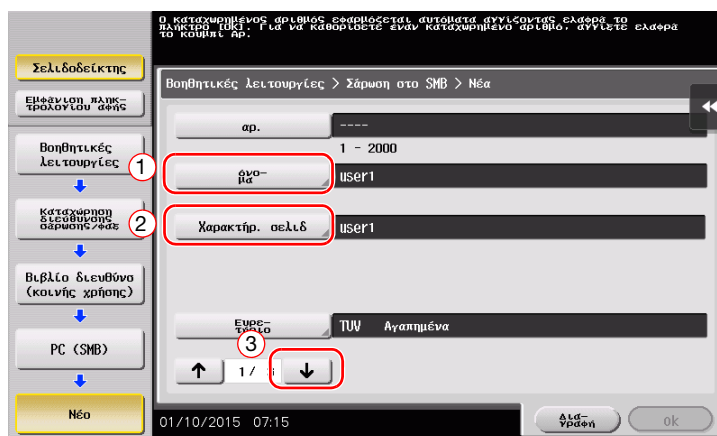 Ο καταχωρημένος αριθμός εφαρμόζεται αυτόματα αγγίζοντας ελαφρά το
πλήκτρο [OK]. Για να καθορίσετε έναν καταχωρημένο αριθμό, αγγίξτε ελαφρά
το κουμπί Αρ.
Σελιδοδείκτης
Εμφάνιση πληκ-
τρολογίου αφής
Βοηθητικές λειτουργίες > Σάρωση στο SMB > Νέα
αρ.
----
1 - 2000
Βοηθητικές
λειτουργίες
1
όνο-
μα
user1
Καταχώρηση
διεύθυνσης
σάρωσης/φαξ
2
Χαρακτήρ. σελιδ
user1
Βιβλίο διευθύνσ
(κοινής χρήσης)
Ευρε-
τήριο
TUV Αγαπημένα
3
PC (SMB)
1/
Νέο
01/10/2015 07:15
Δια-
γραφή
ok